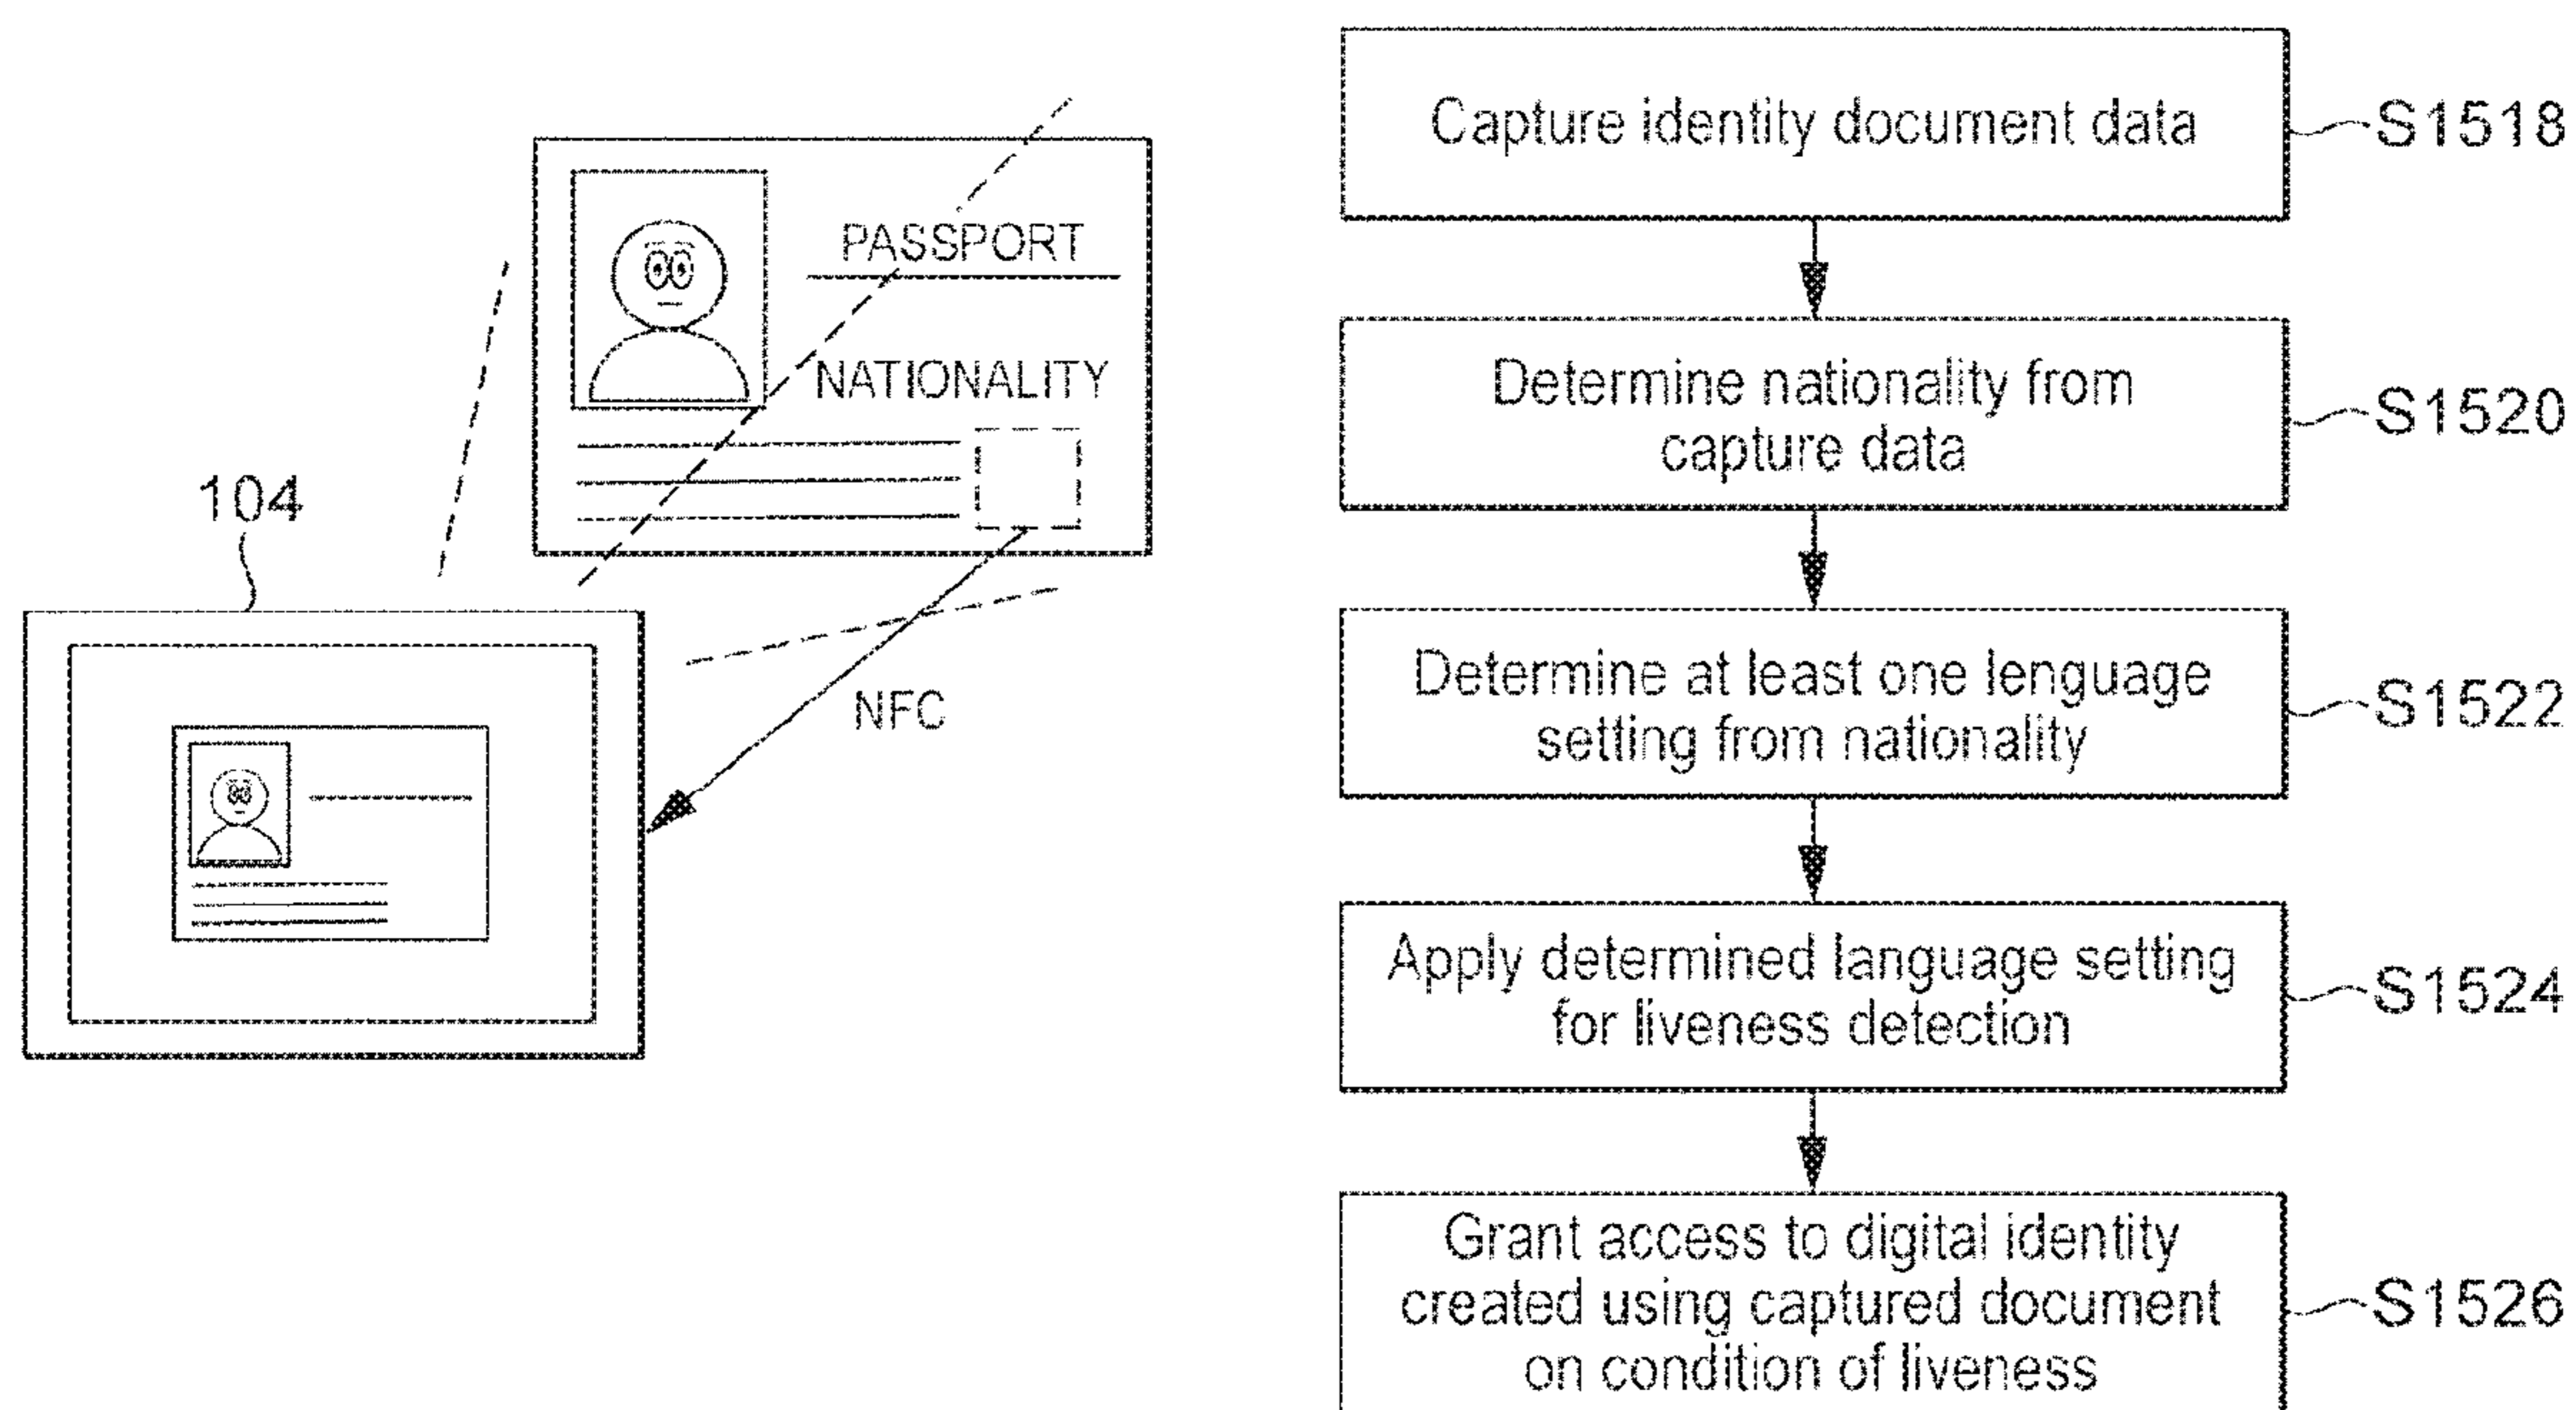 PASSPORT
NATIONALITY
104
NFC
Capture identity document data
S1518
Determine nationality from
capture data
S1520
Determine at least one lenguage
setting from nationality
S1522
Apply determined language setting
for liveness detection
S1524
Grant access to digital identity
created using captured document
on condition of liveness
S1526